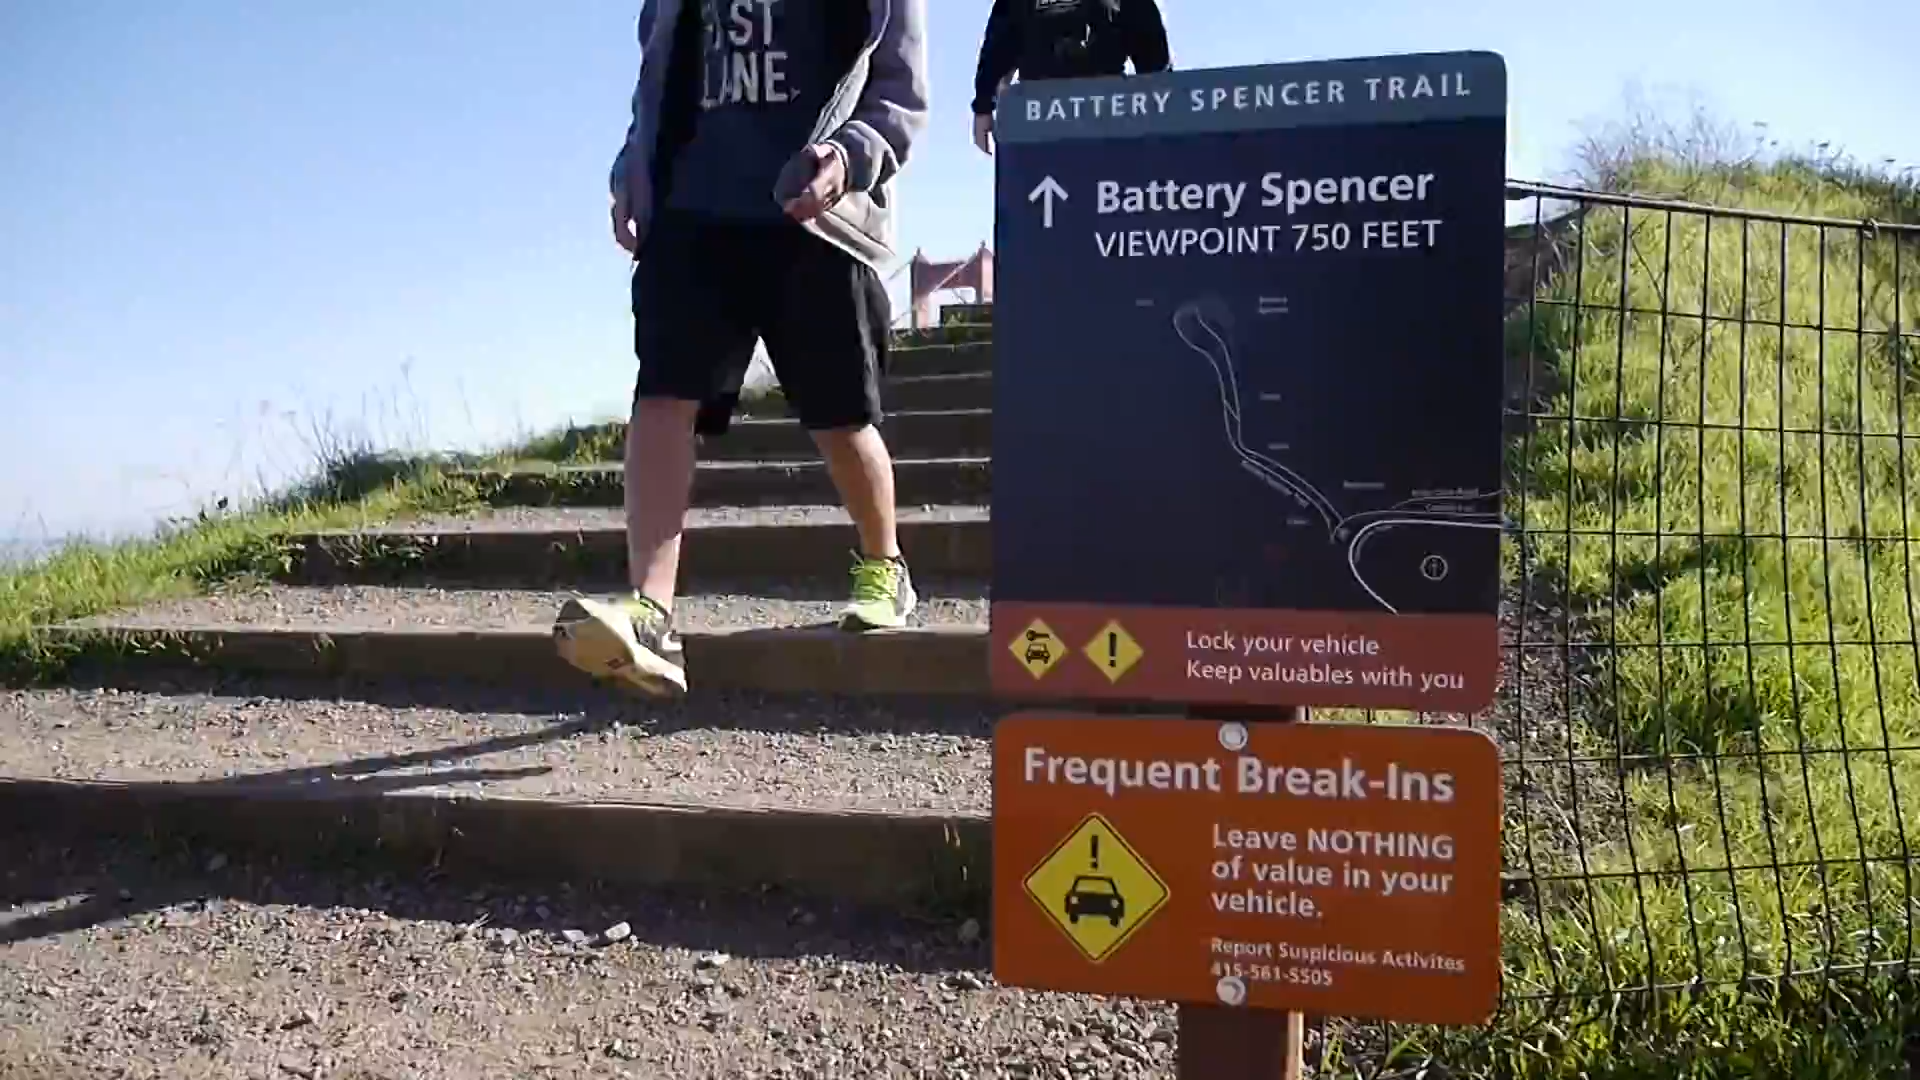 LANE
BATTERY SPENCER TRAIL
Battery Spencer
VIEWPOINT 750 FEET
Lock your vehicle
Keep valuables with you
Frequent Break-Ins
Leave NOTHING
of value in your
vehicle.
Report Suspicious Activites
415-561-5505